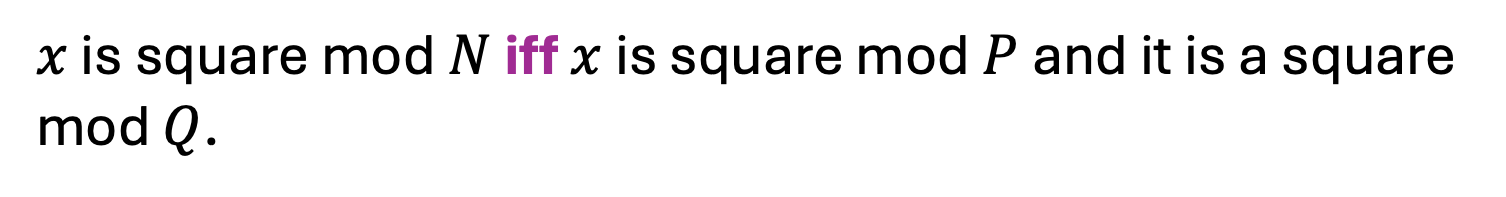 x is square mod N iff x is square mod P and it is a square
mod Q.